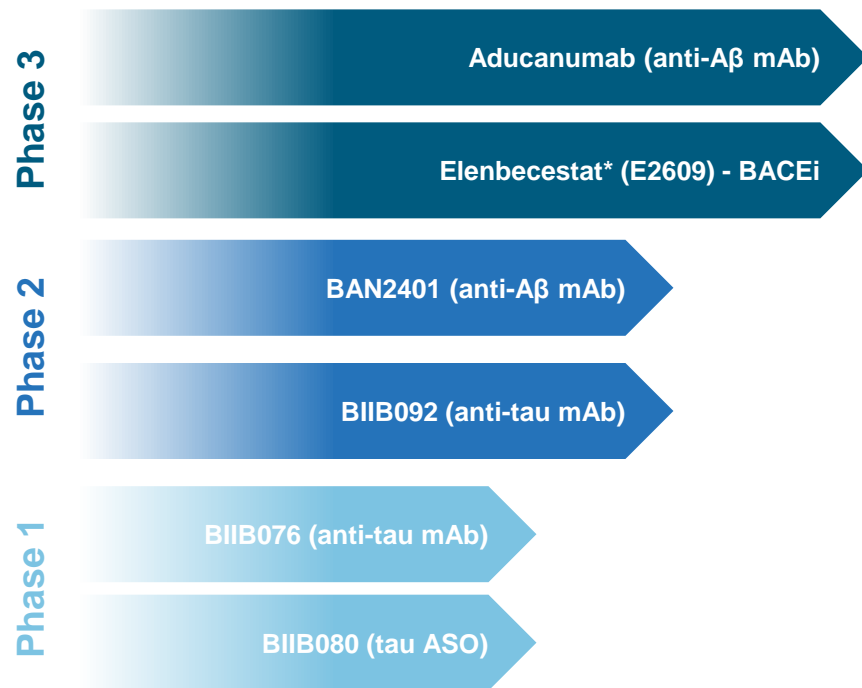 Phase 3
Aducanumab (anti-Aβ mAb)
Elenbecestat* (E2609) - BACEi
Phase 2
BAN2401 (anti-Aβ mAb)
BIIB092 (anti-tau mAb)
Phase 1
BIIB076 (anti-tau mAb)
BIIB080 (tau ASO)